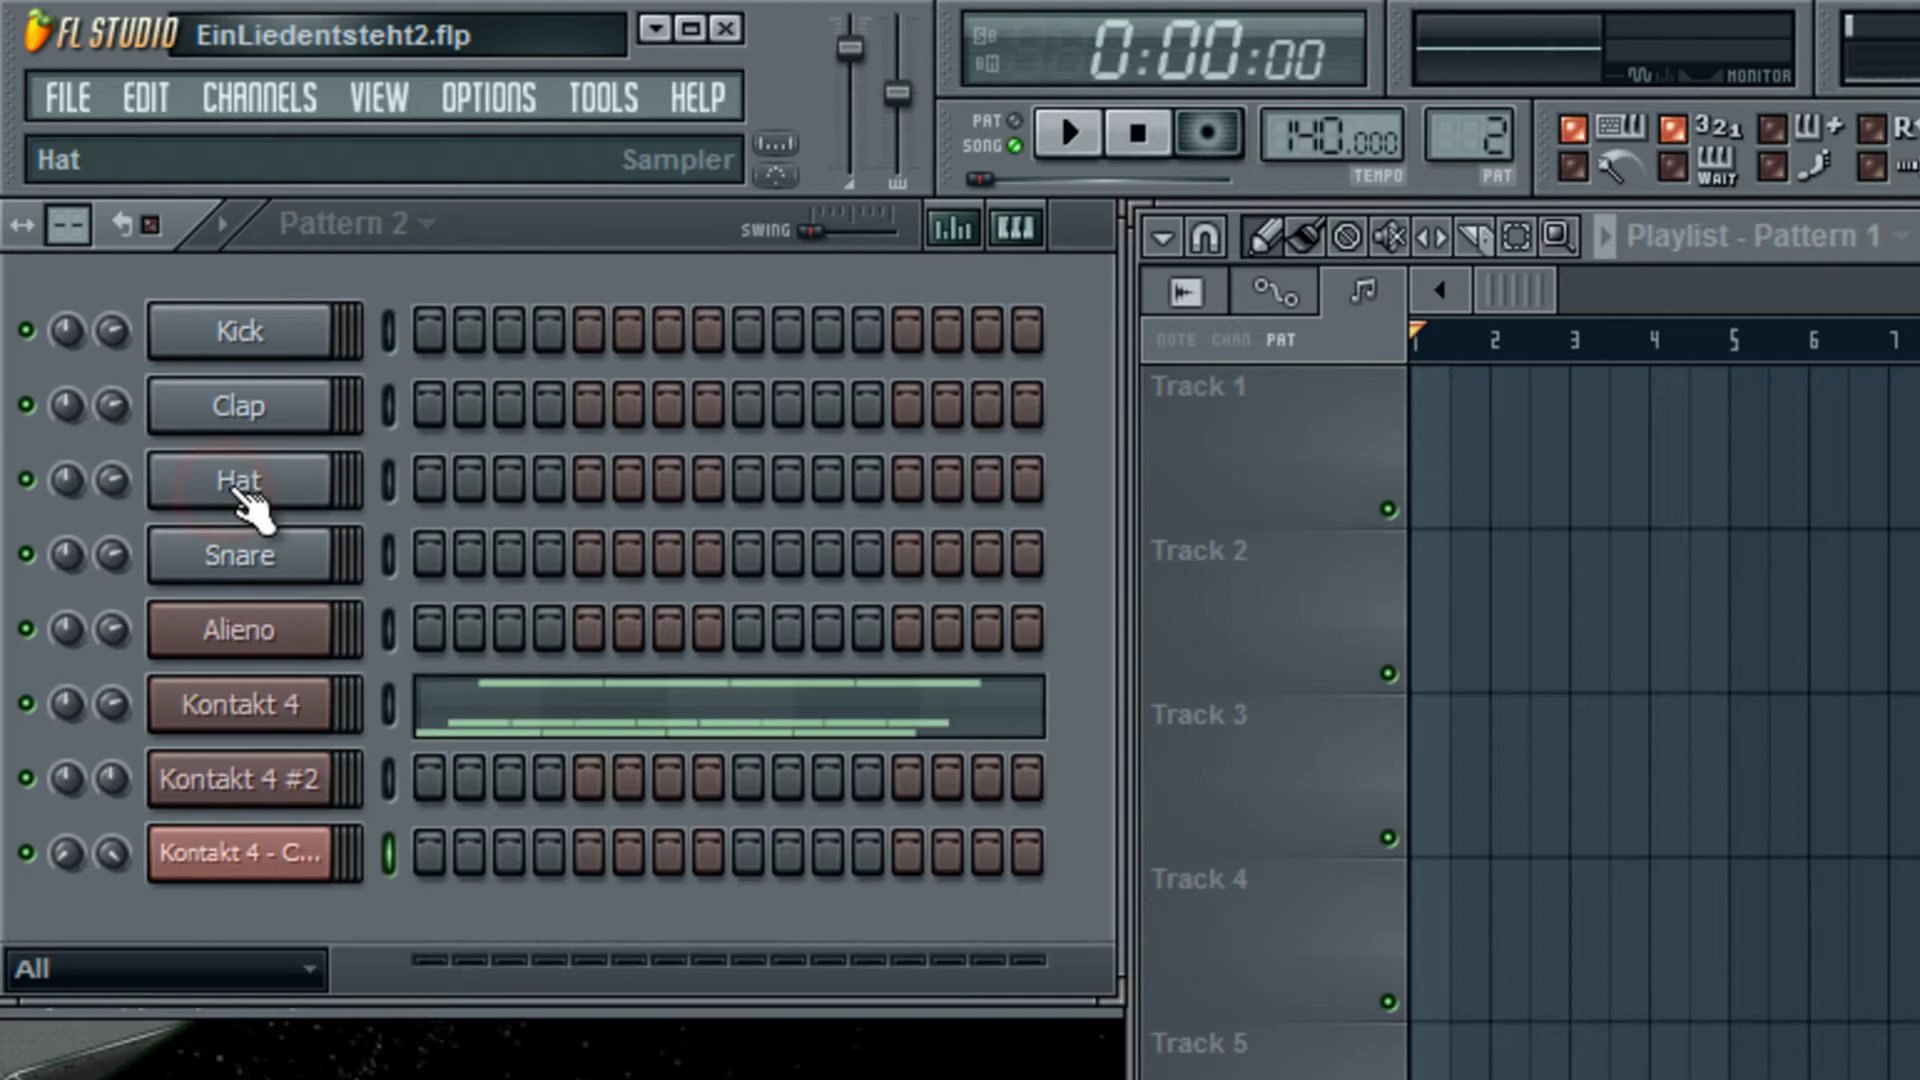 FL STUDIO EinLiedentsteht2.flp
FILE EDIT CHANNELS VIEW OPTIONS TOOLS HELP
Hat Sampler
0:00:00
MONITOR
PAT
SONG
140.000
TEMPO
2
PAT
321
WAIT
R
Pattern 2
SWING
Playlist - Pattern 1
NOTE CHAN PAT
1 2 3 4 5 6 7
Kick
Clap
Hat
Snare
Alieno
Kontakt 4
Kontakt 4 #2
Kontakt 4 - C...
All
Track 1
Track 2
Track 3
Track 4
Track 5